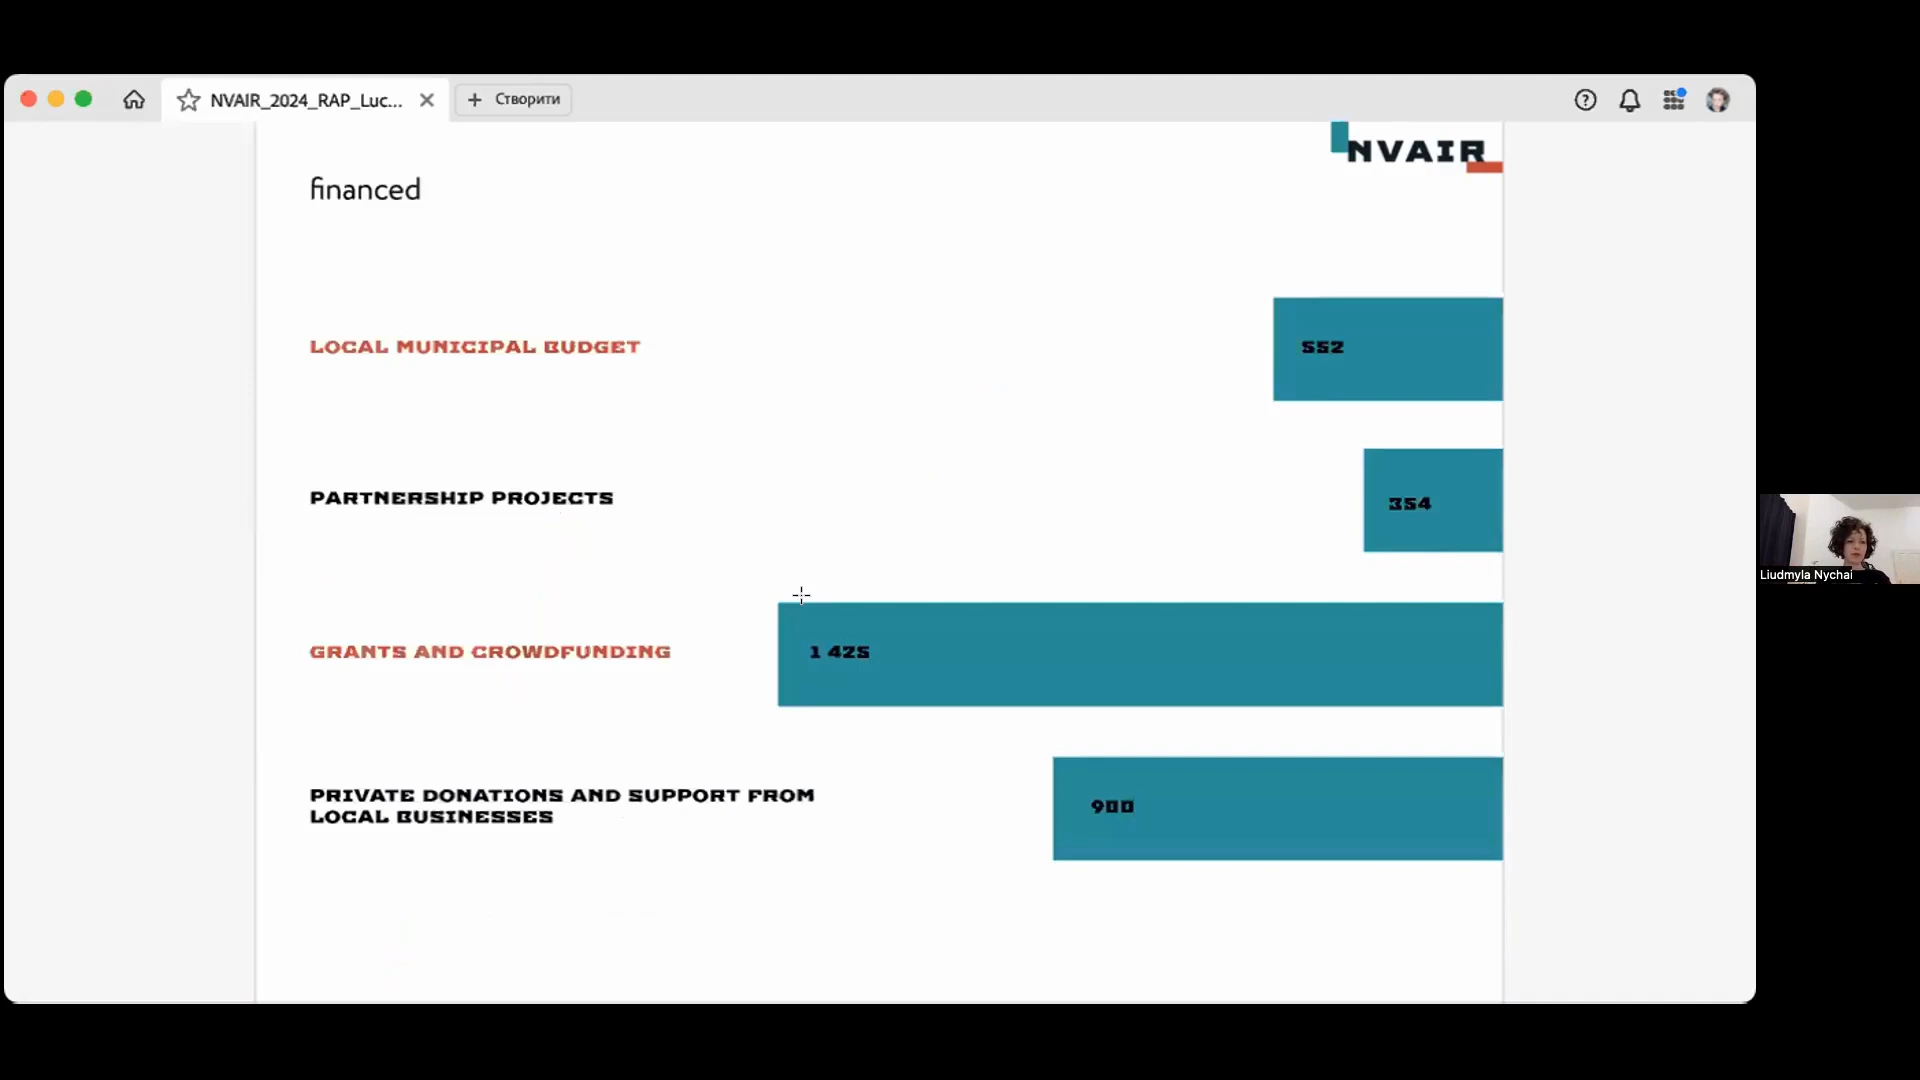 NVAIR_2024_RAP_Luc...
Створити
NVAIR
financed
LOCAL MUNICIPAL BUDGET
552
PARTNERSHIP PROJECTS
354
GRANTS AND CROWDFUNDING
1 425
PRIVATE DONATIONS AND SUPPORT FROM
LOCAL BUSINESSES
900
Liudmyla Nychai